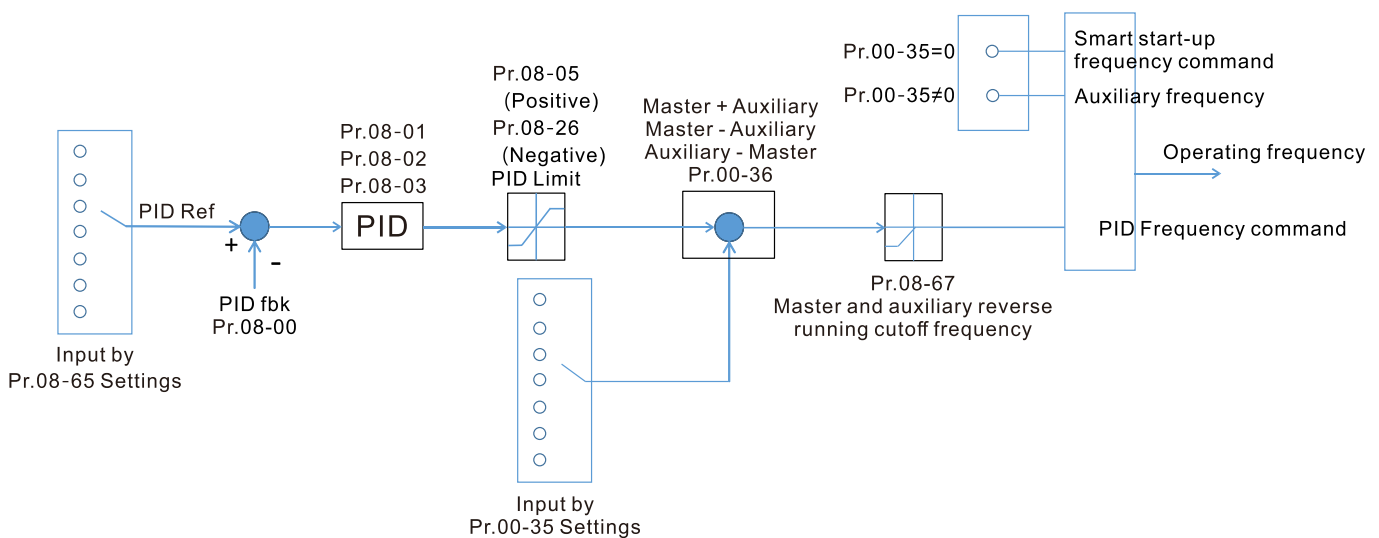 Pr.00-35=0
Smart start-up
frequency command
Pr.00-35≠0
Auxiliary frequency
Operating frequency
PID Frequency command
Pr.08-05
(Positive)
Pr.08-26
(Negative)
PID Limit
Master + Auxiliary
Master - Auxiliary
Auxiliary - Master
Pr.00-36
Pr.08-01
Pr.08-02
Pr.08-03
PID
PID Ref
+
-
PID fbk
Pr.08-00
Input by
Pr.08-65 Settings
Pr.08-67
Master and auxiliary reverse
running cutoff frequency
Input by
Pr.00-35 Settings